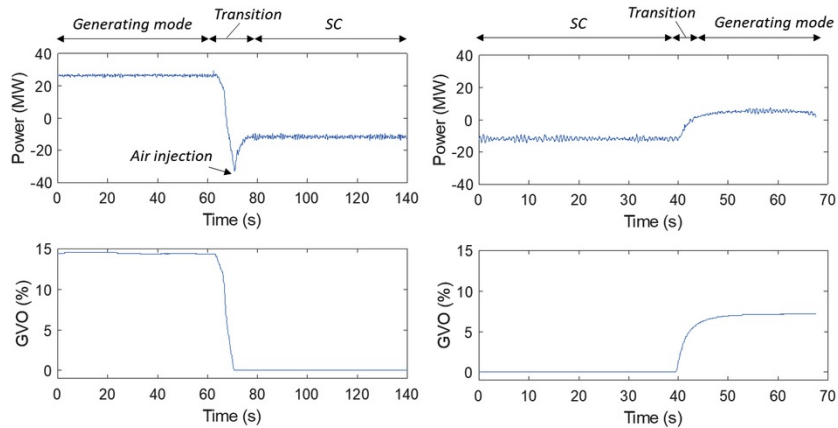 Generating mode
Transition
SC
40
20
0
-20
-40
Power (MW)
Air injection
0 20 40 60 80 100 120 140
Time (s)
15
10
5
0
GVO (%)
0 20 40 60 80 100 120 140
Time (s)
SC
Transition
Generating mode
40
20
0
-20
-40
Power (MW)
0 10 20 30 40 50 60 70
Time (s)
15
10
5
0
GVO (%)
0 10 20 30 40 50 60 70
Time (s)